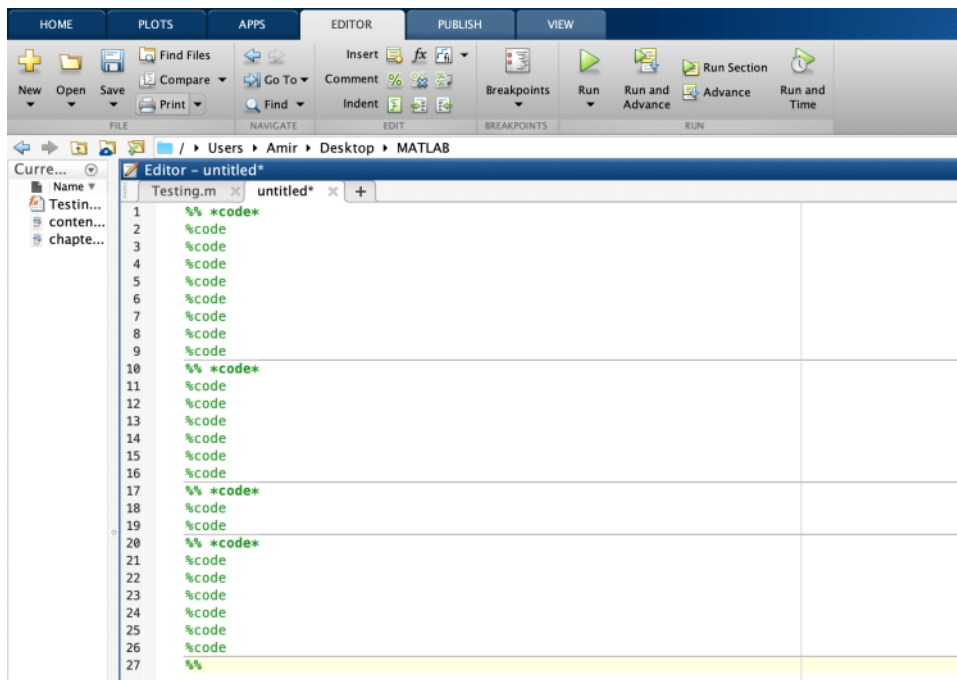 HOME PLOTS APPS EDITOR PUBLISH VIEW
New Open Save Find Files Compare Print
Go To Find
Insert fx
Comment %
Indent
Breakpoints
Run Run and Advance Run Section Advance Run and Time
FILE NAVIGATE EDIT BREAKPOINTS RUN
/ Users Amir Desktop MATLAB
Curre...
Name
Testin...
conten...
chapte...
Editor – untitled*
Testing.m untitled* +
1 %% *code*
2 %code
3 %code
4 %code
5 %code
6 %code
7 %code
8 %code
9 %code
10 %% *code*
11 %code
12 %code
13 %code
14 %code
15 %code
16 %code
17 %% *code*
18 %code
19 %code
20 %% *code*
21 %code
22 %code
23 %code
24 %code
25 %code
26 %code
27 %%